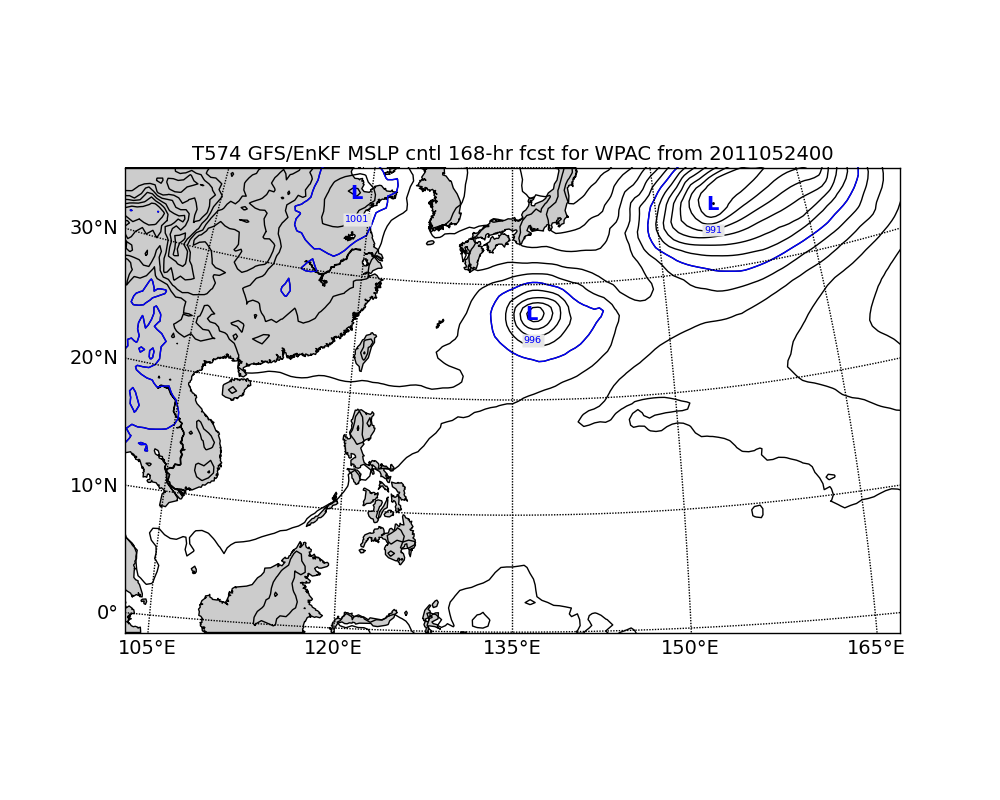 T574 GFS/EnKF MSLP cntl 168-hr fcst for WPAC from 2011052400
L
1001
L
991
30°N
L
996
20°N
10°N
0°
105°E 120°E 135°E 150°E 165°E